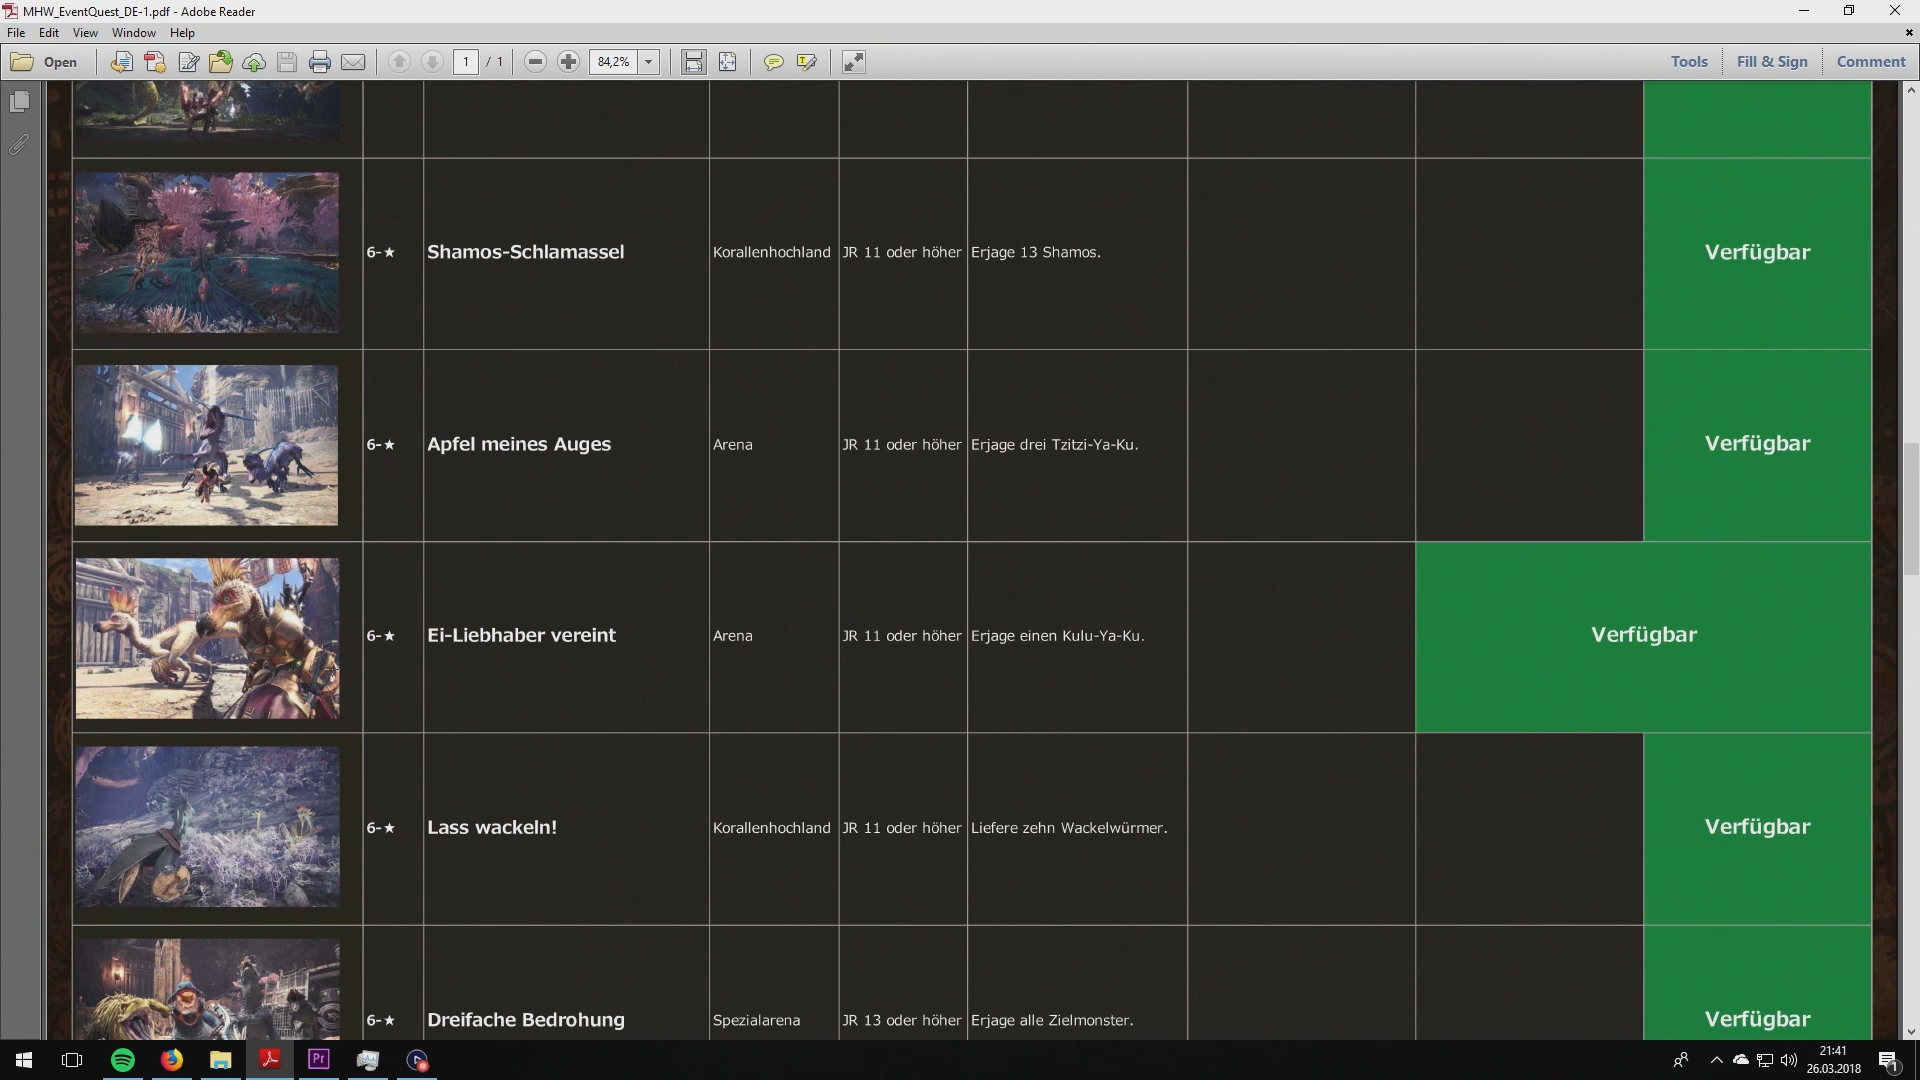 MHW_EventQuest_DE-1.pdf - Adobe Reader
File Edit View Window Help
Open 1 / 1 84,2% Tools Fill & Sign Comment
6-★ Shamos-Schlamassel Korallenhochland JR 11 oder höher Erjage 13 Shamos. Verfügbar
6-★ Apfel meines Auges Arena JR 11 oder höher Erjage drei Tzitzi-Ya-Ku. Verfügbar
6-★ Ei-Liebhaber vereint Arena JR 11 oder höher Erjage einen Kulu-Ya-Ku. Verfügbar
6-★ Lass wackeln! Korallenhochland JR 11 oder höher Liefere zehn Wackelwürmer. Verfügbar
6-★ Dreifache Bedrohung Spezialarena JR 13 oder höher Erjage alle Zielmonster. Verfügbar
Pr
21:41
26.03.2018
1